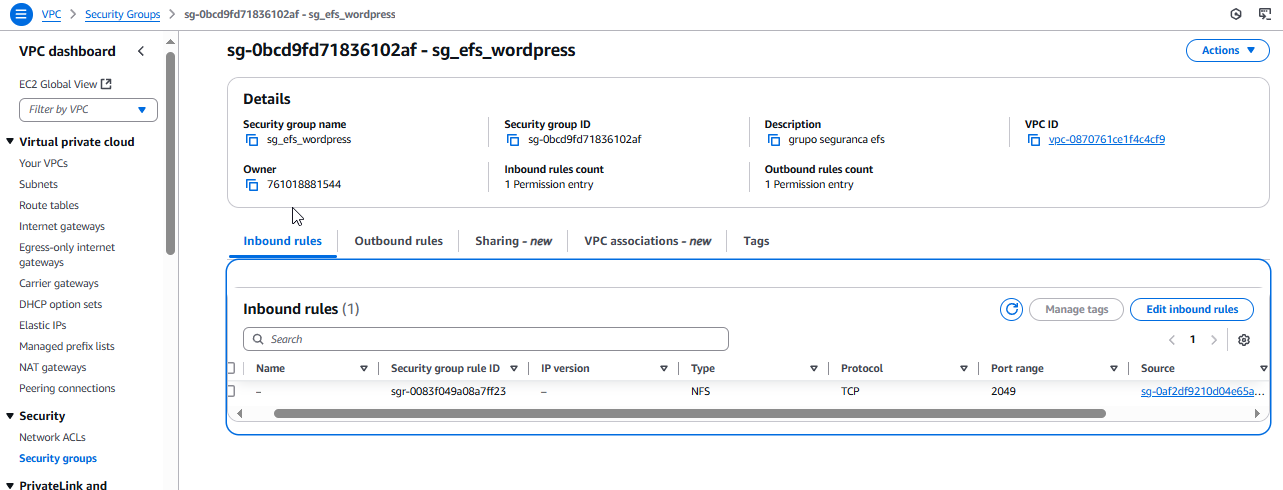 VPC > Security Groups > sg-0bcd9fd71836102af - sg_efs_wordpress
VPC dashboard
EC2 Global View
Filter by VPC
Virtual private cloud
Your VPCs
Subnets
Route tables
Internet gateways
Egress-only internet
gateways
Carrier gateways
DHCP option sets
Elastic IPs
Managed prefix lists
NAT gateways
Peering connections
Security
Network ACLs
Security groups
PrivateLink and
sg-0bcd9fd71836102af - sg_efs_wordpress
Actions
Details
Security group name
sg_efs_wordpress
Security group ID
sg-0bcd9fd71836102af
Description
grupo seguranca efs
VPC ID
vpc-0870761ce1f4c4cf9
Owner
761018881544
Inbound rules count
1 Permission entry
Outbound rules count
1 Permission entry
Inbound rules Outbound rules Sharing - new VPC associations - new Tags
Inbound rules (1)
Manage tags Edit inbound rules
Search
1
Name Security group rule ID IP version Type Protocol Port range Source
– sgr-0083f049a08a7ff23 – NFS TCP 2049 sg-0af2df9210d04e65a...